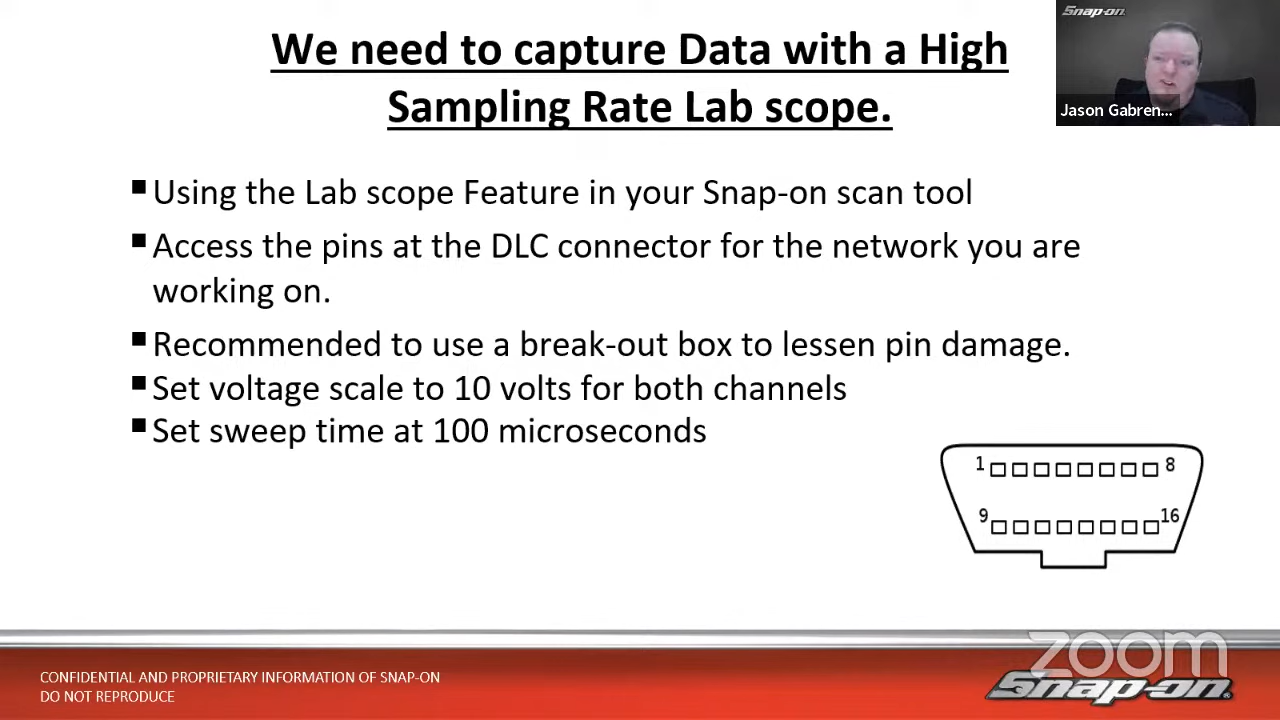 We need to capture Data with a High
Sampling Rate Lab scope.
Snap-on
Jason Gabren...
▪Using the Lab scope Feature in your Snap-on scan tool
▪Access the pins at the DLC connector for the network you are
working on.
▪Recommended to use a break-out box to lessen pin damage.
▪Set voltage scale to 10 volts for both channels
▪Set sweep time at 100 microseconds
1 8
9 16
CONFIDENTIAL AND PROPRIETARY INFORMATION OF SNAP-ON
DO NOT REPRODUCE
zoom
Snap-on